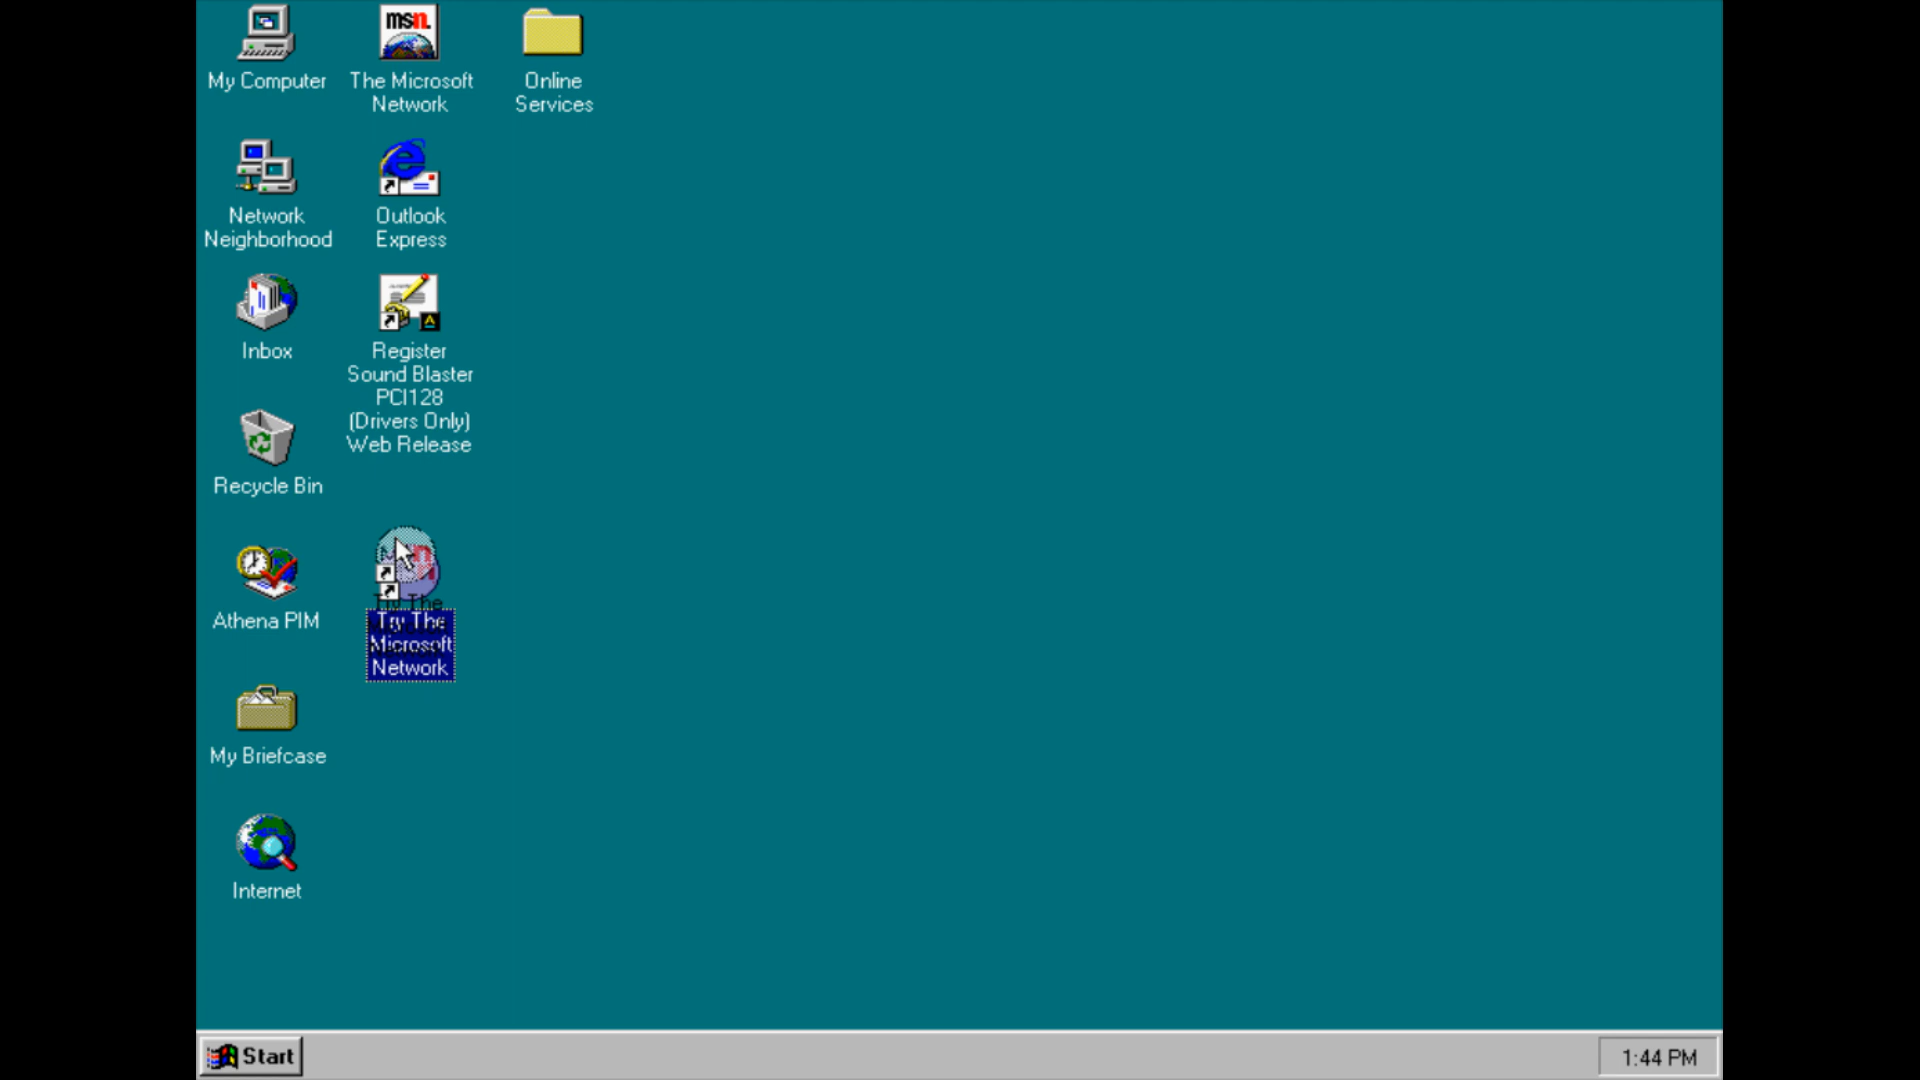 My Computer
msn.
The Microsoft
Network
Online
Services
Network
Neighborhood
Outlook
Express
Inbox
Register
Sound Blaster
PCI128
(Drivers Only)
Web Release
Recycle Bin
Athena PIM
Try The
Microsoft
Network
My Briefcase
Internet
Start
1:44 PM